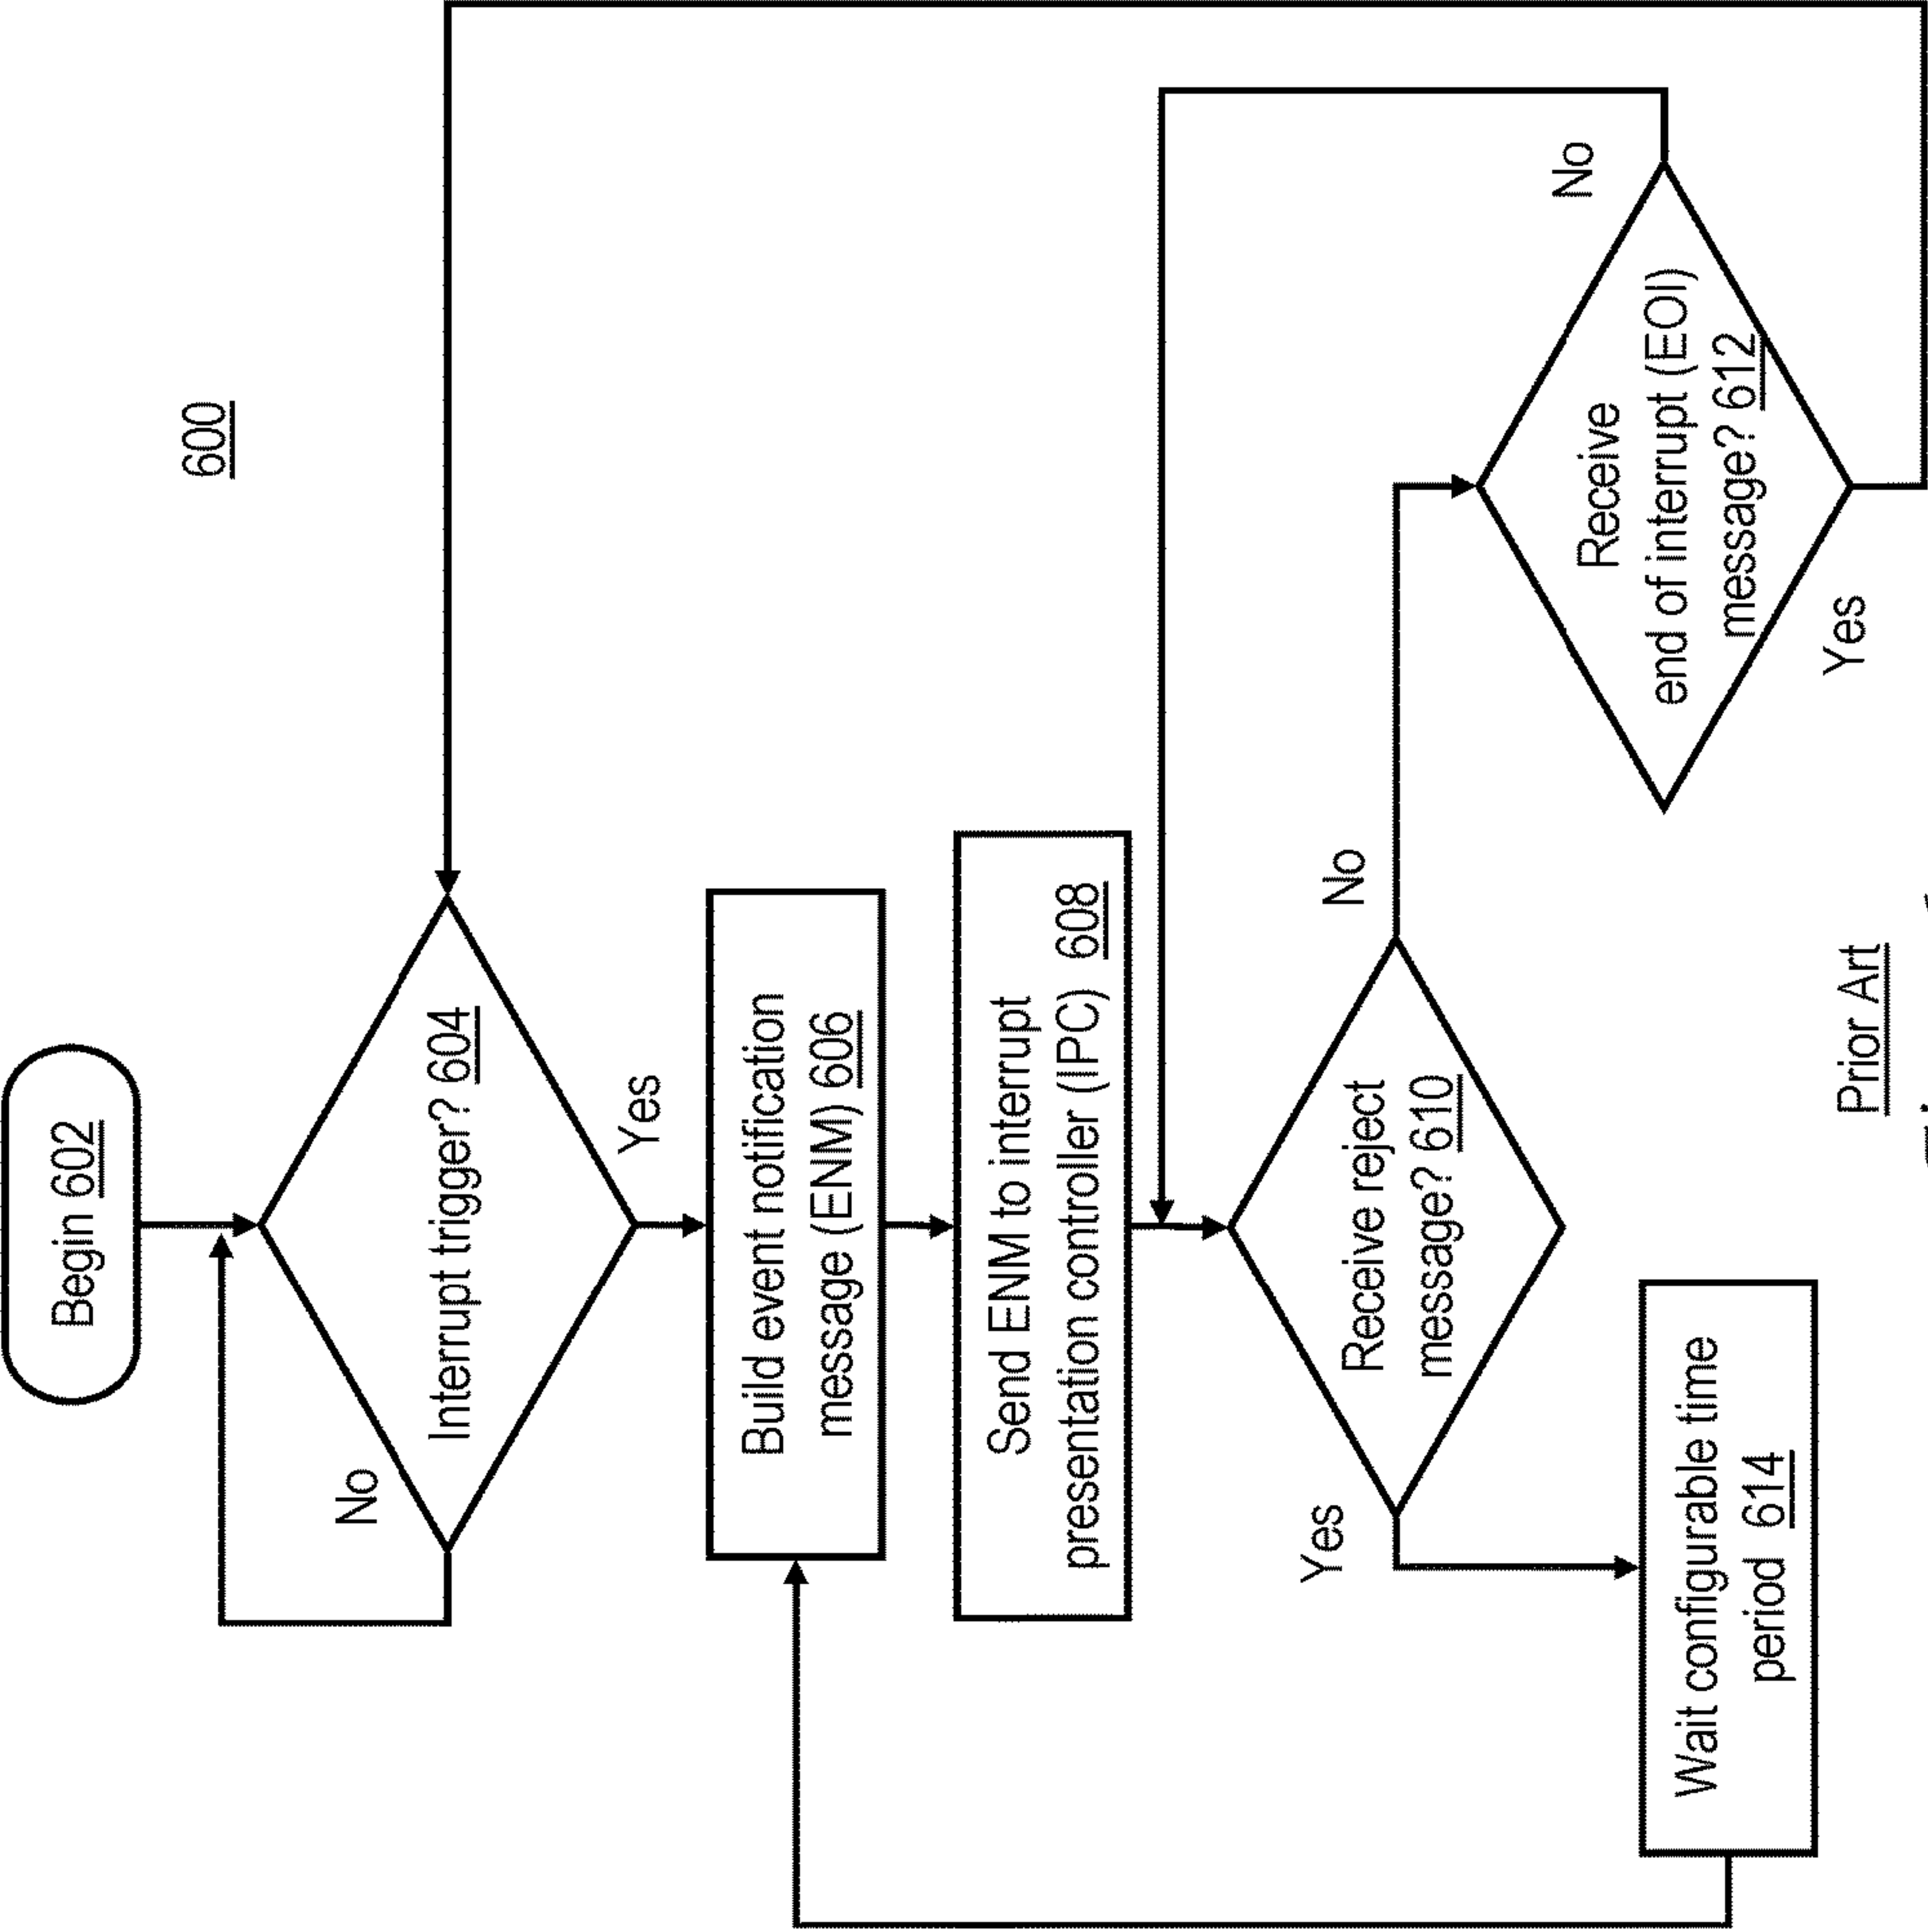 600
Begin 602
Interrupt trigger? 604
No
Yes
Build event notification
message (ENM) 606
Send ENM to interrupt
presentation controller (IPC) 608
Receive reject
message? 610
Yes
No
Receive
end of interrupt (EOI)
message? 612
No
Yes
Wait configurable time
period 614
Prior Art